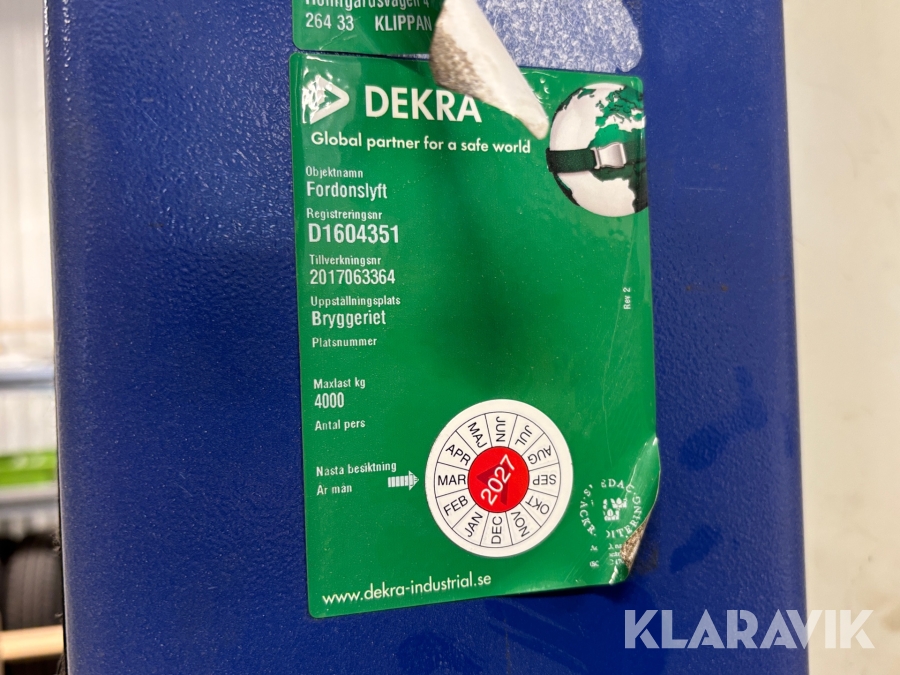 264 33 KLIPPAN
DEKRA
Global partner for a safe world
Objektnamn
Fordonslyft
Registreringsnr
D1604351
Tillverkningsnr
2017063364
Uppställningsplats
Bryggeriet
Platsnummer
Rev 2
Maxlast kg
4000
Antal pers
Nästa besiktning
År mån
JAN
FEB
MAR
APR
MAJ
JUN
JUL
AUG
SEP
OKT
NOV
DEC
2027
www.dekra-industrial.se
KLARAVIK